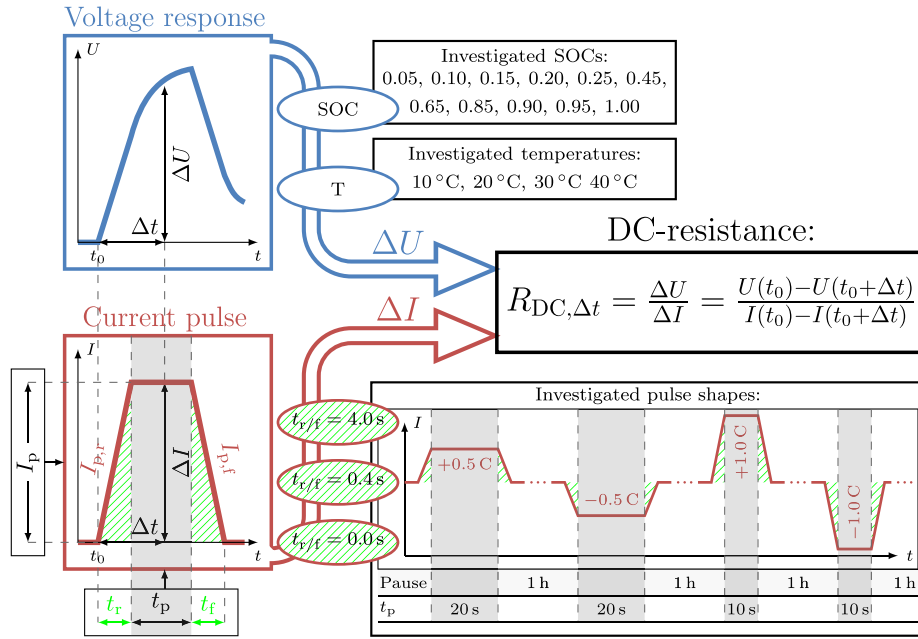 Voltage response
U
ΔU
Δt
t₀
t
SOC
T
Investigated SOCs:
0.05, 0.10, 0.15, 0.20, 0.25, 0.45,
0.65, 0.85, 0.90, 0.95, 1.00
Investigated temperatures:
10 °C, 20 °C, 30 °C 40 °C
ΔU
ΔI
DC-resistance:
R_DC,Δt = ΔU/ΔI = (U(t₀)−U(t₀+Δt))/(I(t₀)−I(t₀+Δt))
Current pulse
I
I_p
I_p,r
ΔI
I_p,f
Δt
t₀
t
t_r
t_p
t_f
t_r/f = 4.0 s
t_r/f = 0.4 s
t_r/f = 0.0 s
Investigated pulse shapes:
I
+0.5 C
−0.5 C
+1.0 C
−1.0 C
t
Pause 1 h 1 h 1 h 1 h
t_p 20 s 20 s 10 s 10 s